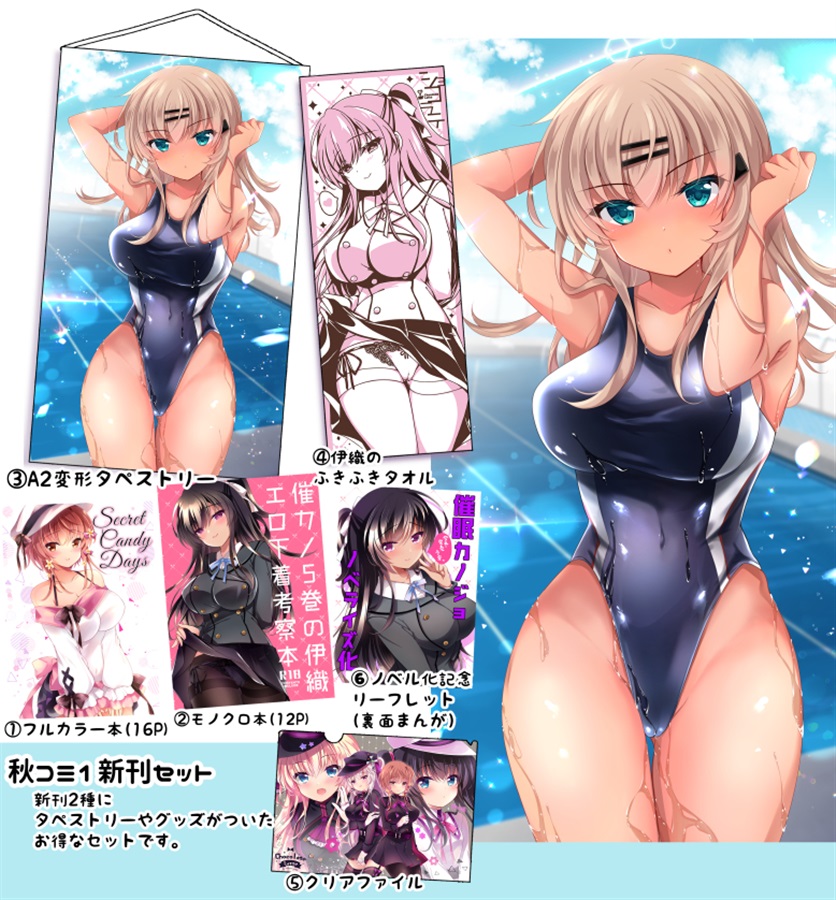 ③A2変形タペストリー
④伊織の
ふきふきタオル
Secret
Candy
Days
催カノ5巻の伊織
エロ下着考察本
R18
催眠カノジョ
ノベライズ化
①フルカラー本(16P)
②モノクロ本(12P)
⑥ノベル化記念
リーフレット
(裏面まんが)
秋コミ1新刊セット
新刊2種に
タペストリーやグッズがついた
お得なセットです。
Chocolate
⑤クリアファイル